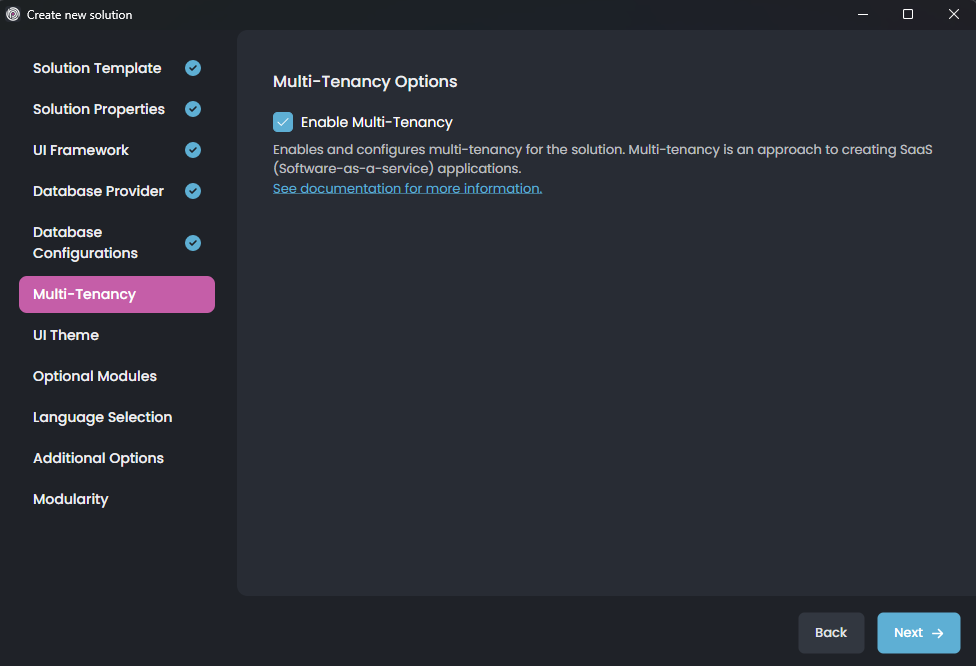 Create new solution
Solution Template
Solution Properties
UI Framework
Database Provider
Database
Configurations
Multi-Tenancy
UI Theme
Optional Modules
Language Selection
Additional Options
Modularity
Multi-Tenancy Options
Enable Multi-Tenancy
Enables and configures multi-tenancy for the solution. Multi-tenancy is an approach to creating SaaS
(Software-as-a-service) applications.
See documentation for more information.
Back
Next